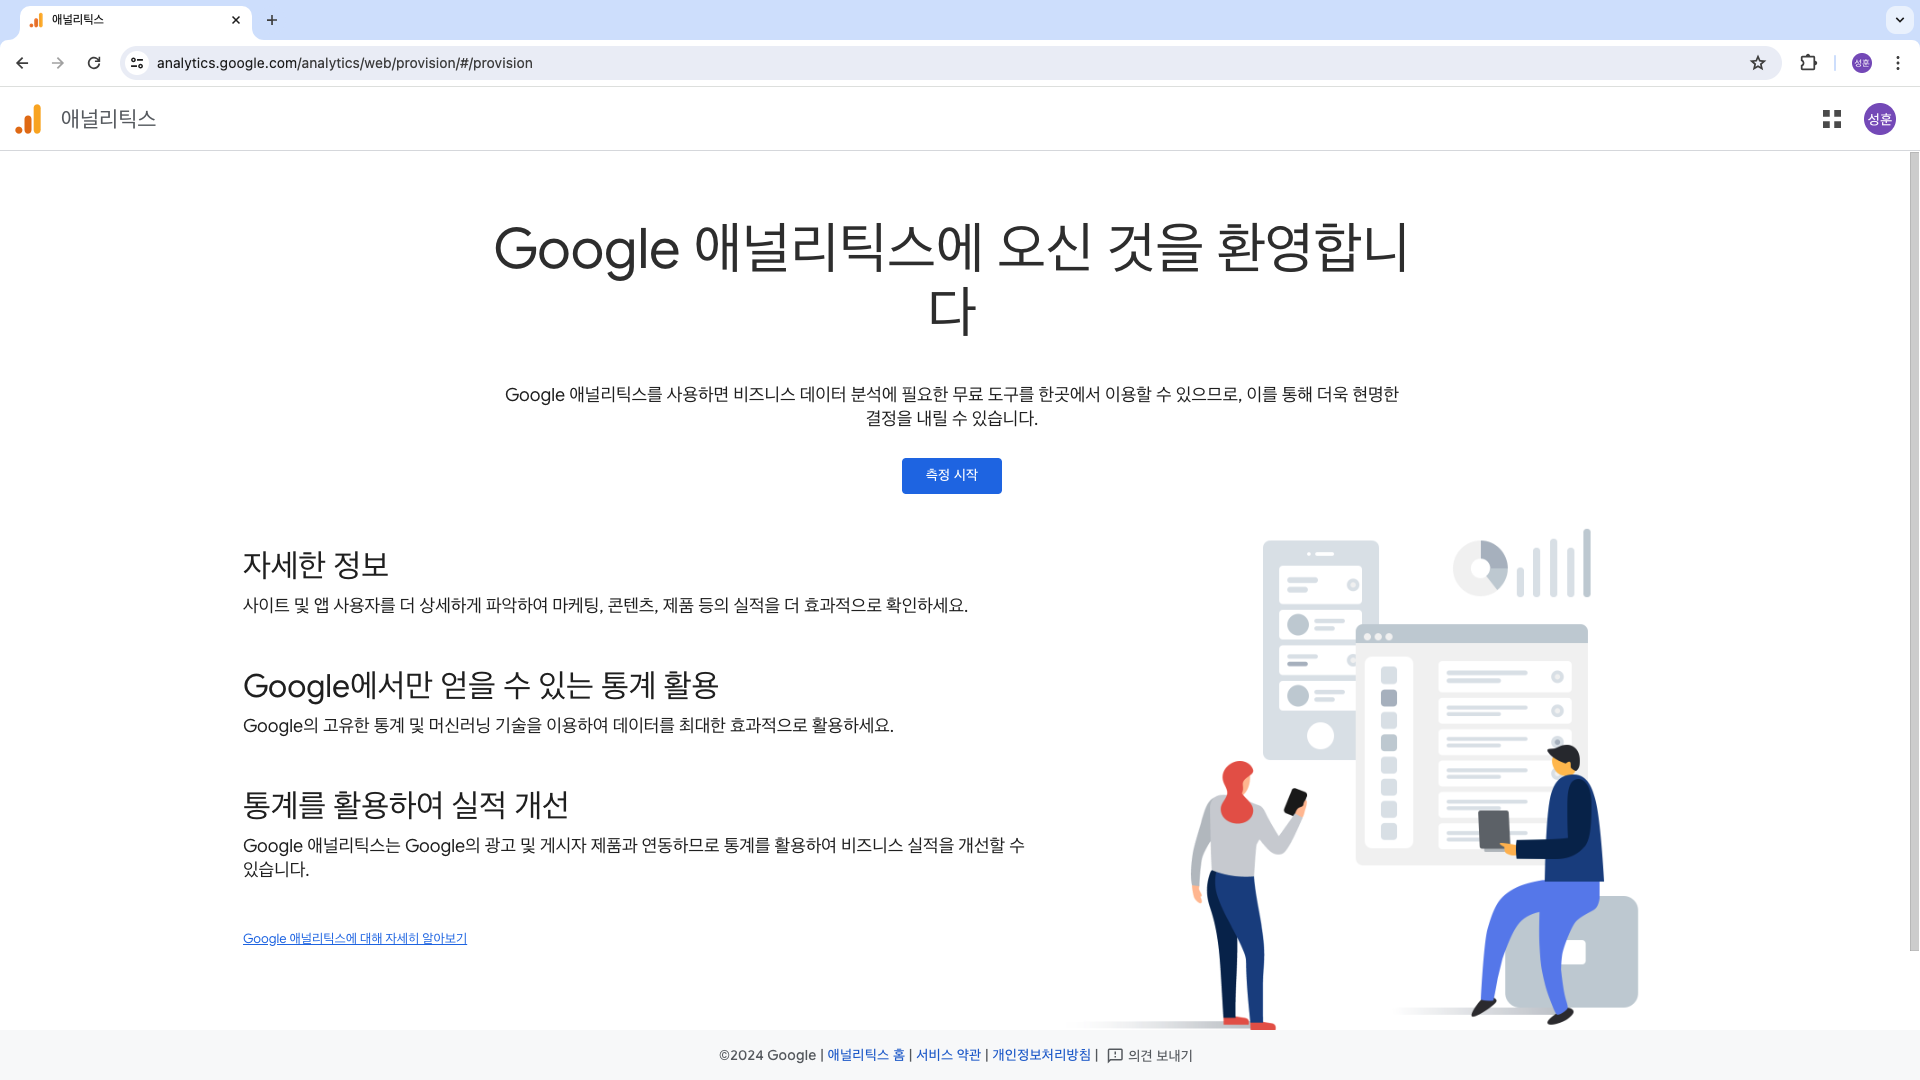 애널리틱스
analytics.google.com/analytics/web/provision/#/provision
성훈
애널리틱스
성훈
Google 애널리틱스에 오신 것을 환영합니
다
Google 애널리틱스를 사용하면 비즈니스 데이터 분석에 필요한 무료 도구를 한곳에서 이용할 수 있으므로, 이를 통해 더욱 현명한
결정을 내릴 수 있습니다.
측정 시작
자세한 정보
사이트 및 앱 사용자를 더 상세하게 파악하여 마케팅, 콘텐츠, 제품 등의 실적을 더 효과적으로 확인하세요.
Google에서만 얻을 수 있는 통계 활용
Google의 고유한 통계 및 머신러닝 기술을 이용하여 데이터를 최대한 효과적으로 활용하세요.
통계를 활용하여 실적 개선
Google 애널리틱스는 Google의 광고 및 게시자 제품과 연동하므로 통계를 활용하여 비즈니스 실적을 개선할 수
있습니다.
Google 애널리틱스에 대해 자세히 알아보기
©2024 Google | 애널리틱스 홈 | 서비스 약관 | 개인정보처리방침 | 의견 보내기